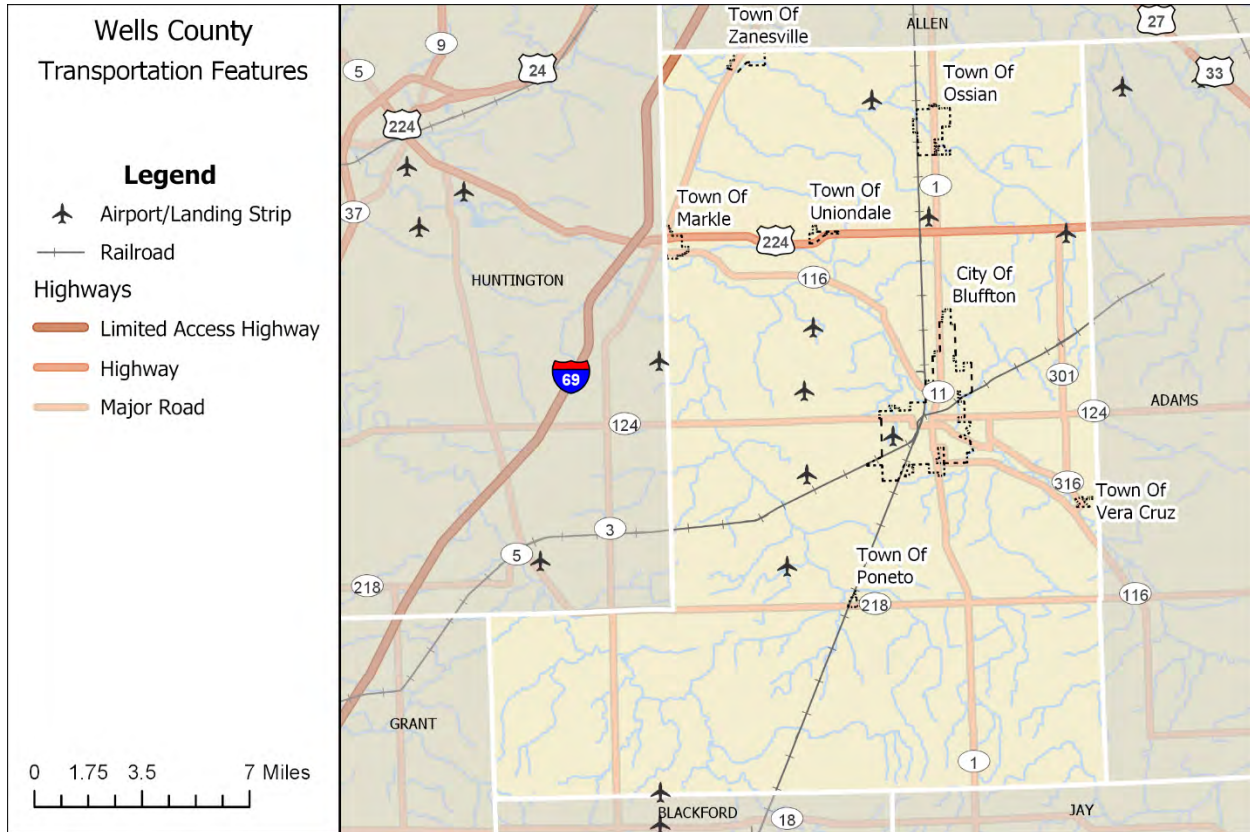 Wells County
Transportation Features
Legend
Airport/Landing Strip
Railroad
Highways
Limited Access Highway
Highway
Major Road
0 1.75 3.5 7 Miles
Town Of
Zanesville
ALLEN
27
9
5
24
33
224
Town Of
Ossian
37
1
Town Of
Markle
Town Of
Uniondale
224
HUNTINGTON
116
City Of
Bluffton
69
301
11
124
124
ADAMS
316
Town Of
Vera Cruz
3
5
Town Of
Poneto
218
218
116
GRANT
1
BLACKFORD
18
JAY